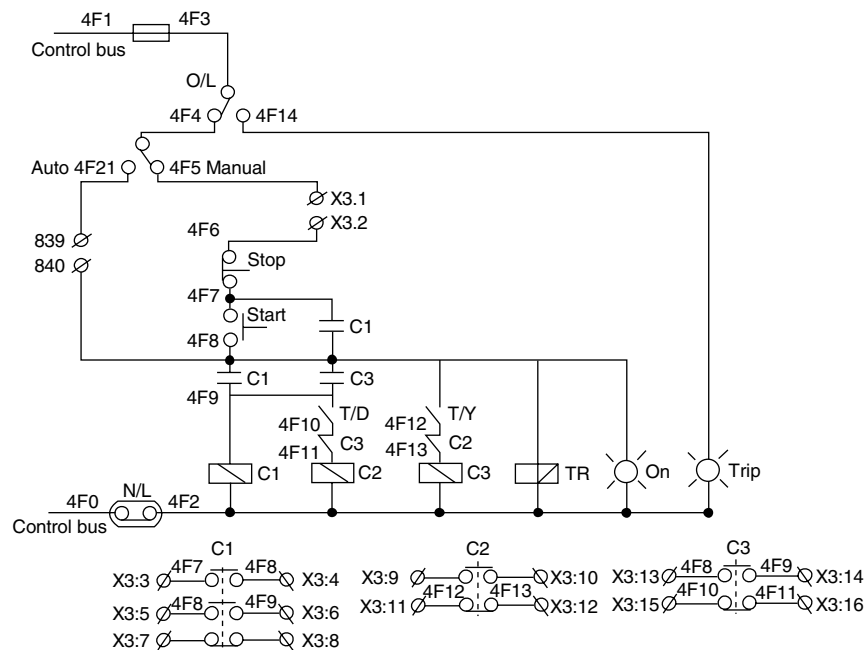 4F1 4F3
Control bus
O/L
4F4 4F14
Auto 4F21 4F5 Manual
X3.1
X3.2
4F6
839
840
Stop
4F7
Start
C1
4F8
C1 C3
4F9
T/D T/Y
4F10 4F12
C3 C2
4F11 4F13
C1 C2 C3 TR On Trip
N/L
4F0 4F2
Control bus
C1 C2 C3
X3:3 4F7 4F8 X3:4
X3:9 X3:10
X3:13 4F8 4F9 X3:14
X3:5 4F8 4F9 X3:6
X3:11 4F12 4F13 X3:12
X3:15 4F10 4F11 X3:16
X3:7 X3:8